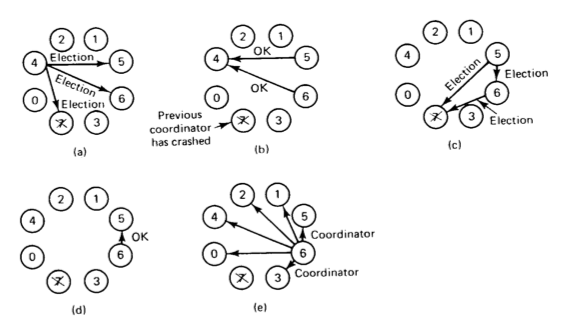 2 1
4 Election 5
Election
Election
0 6
7 3
(a)
2 1
4 OK 5
OK
0 6
Previous
coordinator
has crashed
7 3
(b)
2 1
4 5
Election
Election
0 6
7 3
Election
(c)
2 1
4 5
OK
0 6
7 3
(d)
2 1
4 5
Coordinator
0 6
Coordinator
7 3
(e)